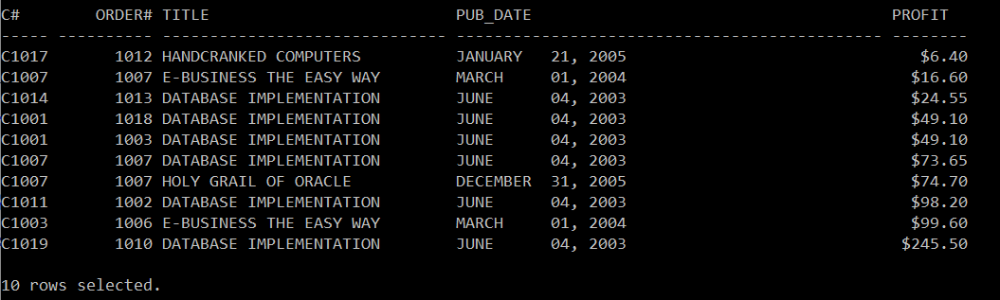 C#        ORDER# TITLE                          PUB_DATE                                      PROFIT
----- ---------- ------------------------------ --------------------------------------------- --------
C1017       1012 HANDCRANKED COMPUTERS          JANUARY   21, 2005                               $6.40
C1007       1007 E-BUSINESS THE EASY WAY        MARCH     01, 2004                              $16.60
C1014       1013 DATABASE IMPLEMENTATION        JUNE      04, 2003                              $24.55
C1001       1018 DATABASE IMPLEMENTATION        JUNE      04, 2003                              $49.10
C1001       1003 DATABASE IMPLEMENTATION        JUNE      04, 2003                              $49.10
C1007       1007 DATABASE IMPLEMENTATION        JUNE      04, 2003                              $73.65
C1007       1007 HOLY GRAIL OF ORACLE           DECEMBER  31, 2005                              $74.70
C1011       1002 DATABASE IMPLEMENTATION        JUNE      04, 2003                              $98.20
C1003       1006 E-BUSINESS THE EASY WAY        MARCH     01, 2004                              $99.60
C1019       1010 DATABASE IMPLEMENTATION        JUNE      04, 2003                             $245.50

10 rows selected.